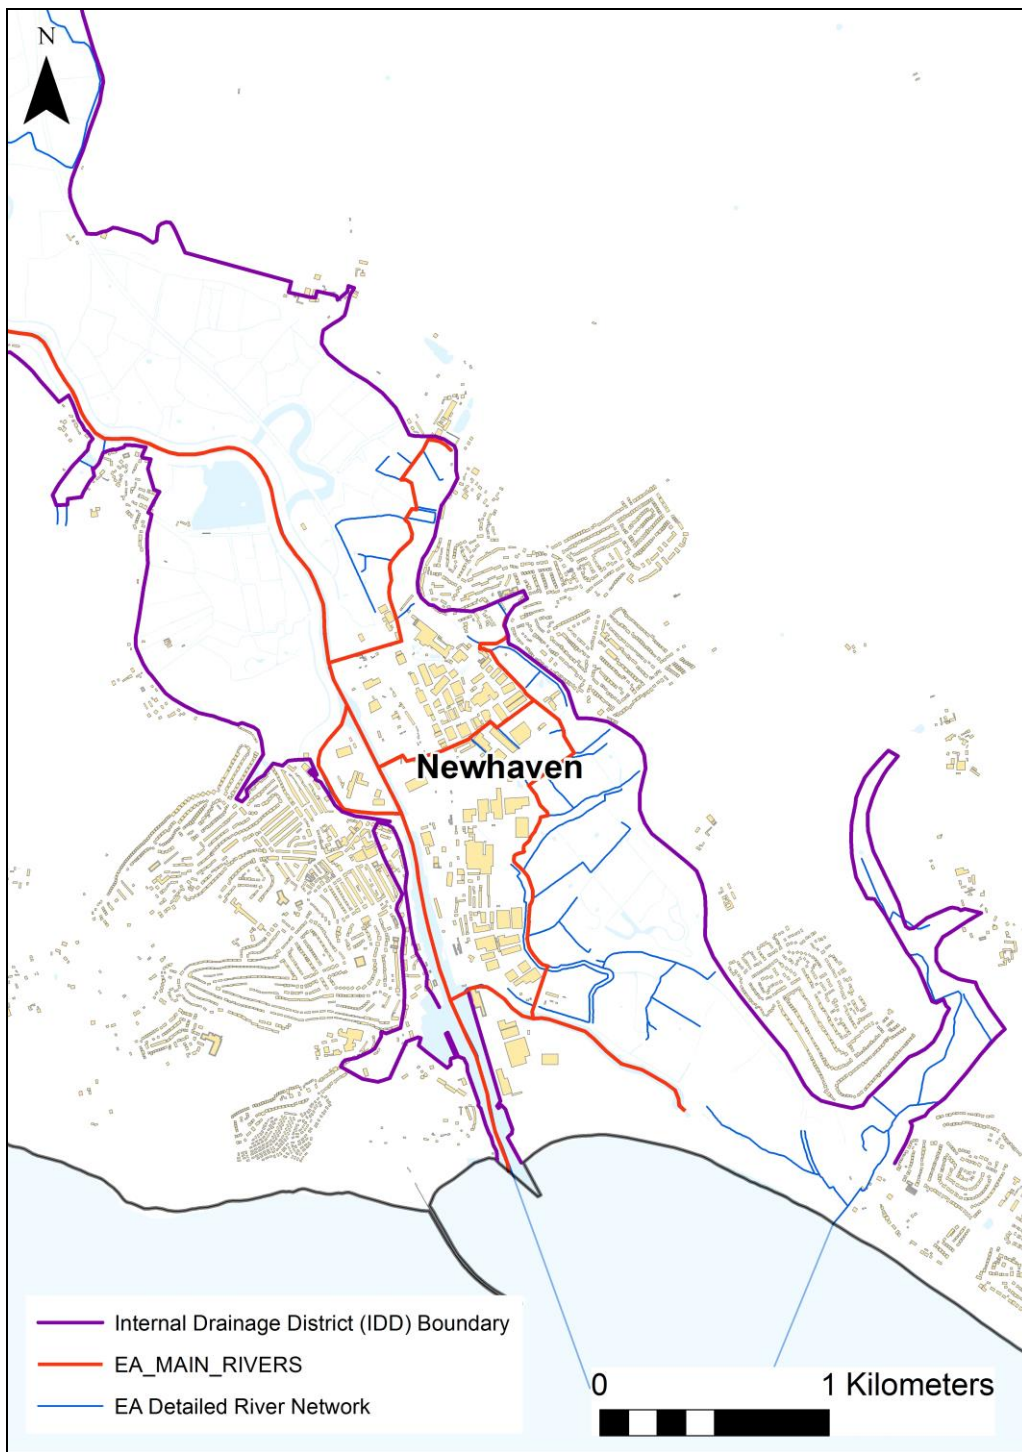 N
Newhaven
Internal Drainage District (IDD) Boundary
EA_MAIN_RIVERS
EA Detailed River Network
0 1 Kilometers